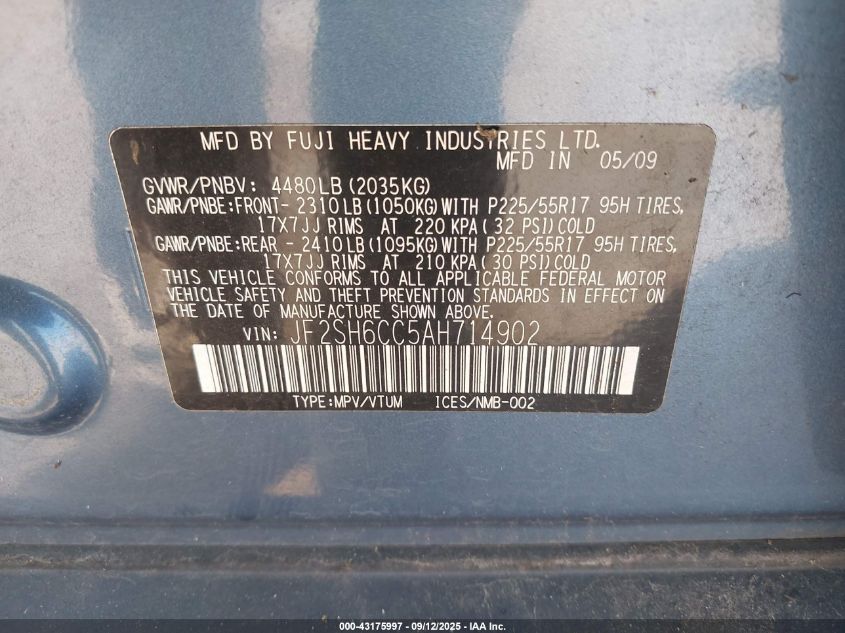 MFD BY FUJI HEAVY INDUSTRIES LTD.
MFD IN 05/09
GVWR/PNBV: 4480LB (2035KG)
GAWR/PNBE:FRONT- 2310LB (1050KG) WITH P225/55R17 95H TIRES,
17X7JJ RIMS AT 220 KPA (32 PSI) COLD
GAWR/PNBE:REAR - 2410LB (1095KG) WITH P225/55R17 95H TIRES,
17X7JJ RIMS AT 210 KPA (30 PSI) COLD
THIS VEHICLE CONFORMS TO ALL APPLICABLE FEDERAL MOTOR
VEHICLE SAFETY AND THEFT PREVENTION STANDARDS IN EFFECT ON
THE DATE OF MANUFACTURE SHOWN ABOVE.
VIN: JF2SH6CC5AH714902
TYPE:MPV/VTUM ICES/NMB-002
000-43175997 - 09/12/2025 - IAA Inc.